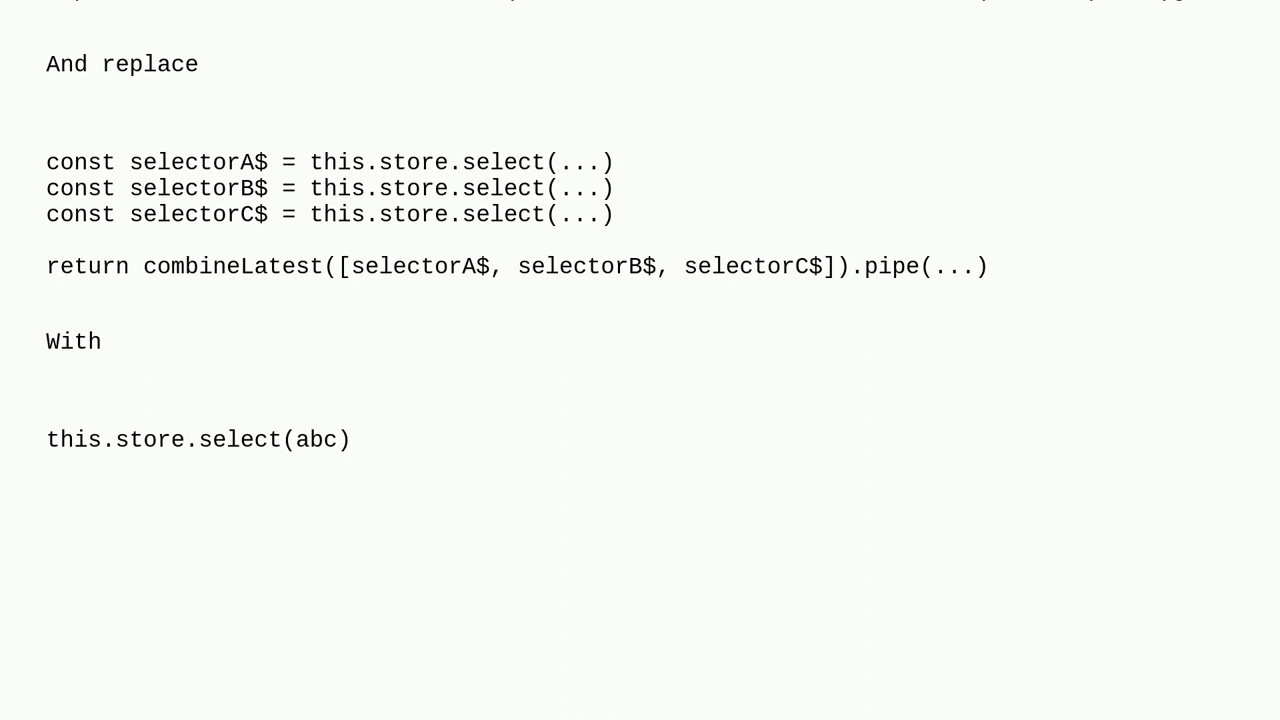 And replace
const selectorA$ = this.store.select(...)
const selectorB$ = this.store.select(...)
const selectorC$ = this.store.select(...)
return combineLatest([selectorA$, selectorB$, selectorC$]).pipe(...)
With
this.store.select(abc)